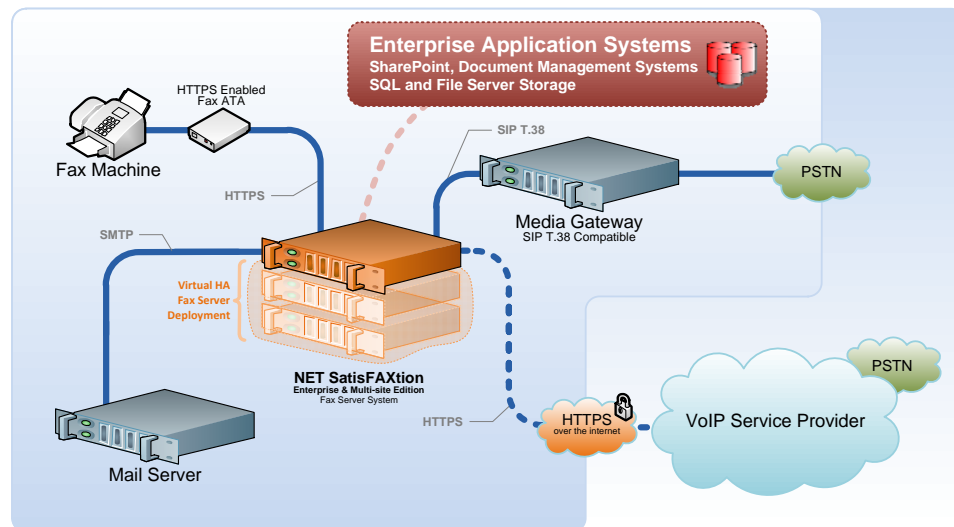 Enterprise Application Systems
SharePoint, Document Management Systems
SQL and File Server Storage
HTTPS Enabled
Fax ATA
Fax Machine
HTTPS
SIP T.38
Media Gateway
SIP T.38 Compatible
PSTN
SMTP
Virtual HA
Fax Server
Deployment
NET SatisFAXtion
Enterprise & Multi-site Edition
Fax Server System
Mail Server
HTTPS
HTTPS
over the internet
VoIP Service Provider
PSTN